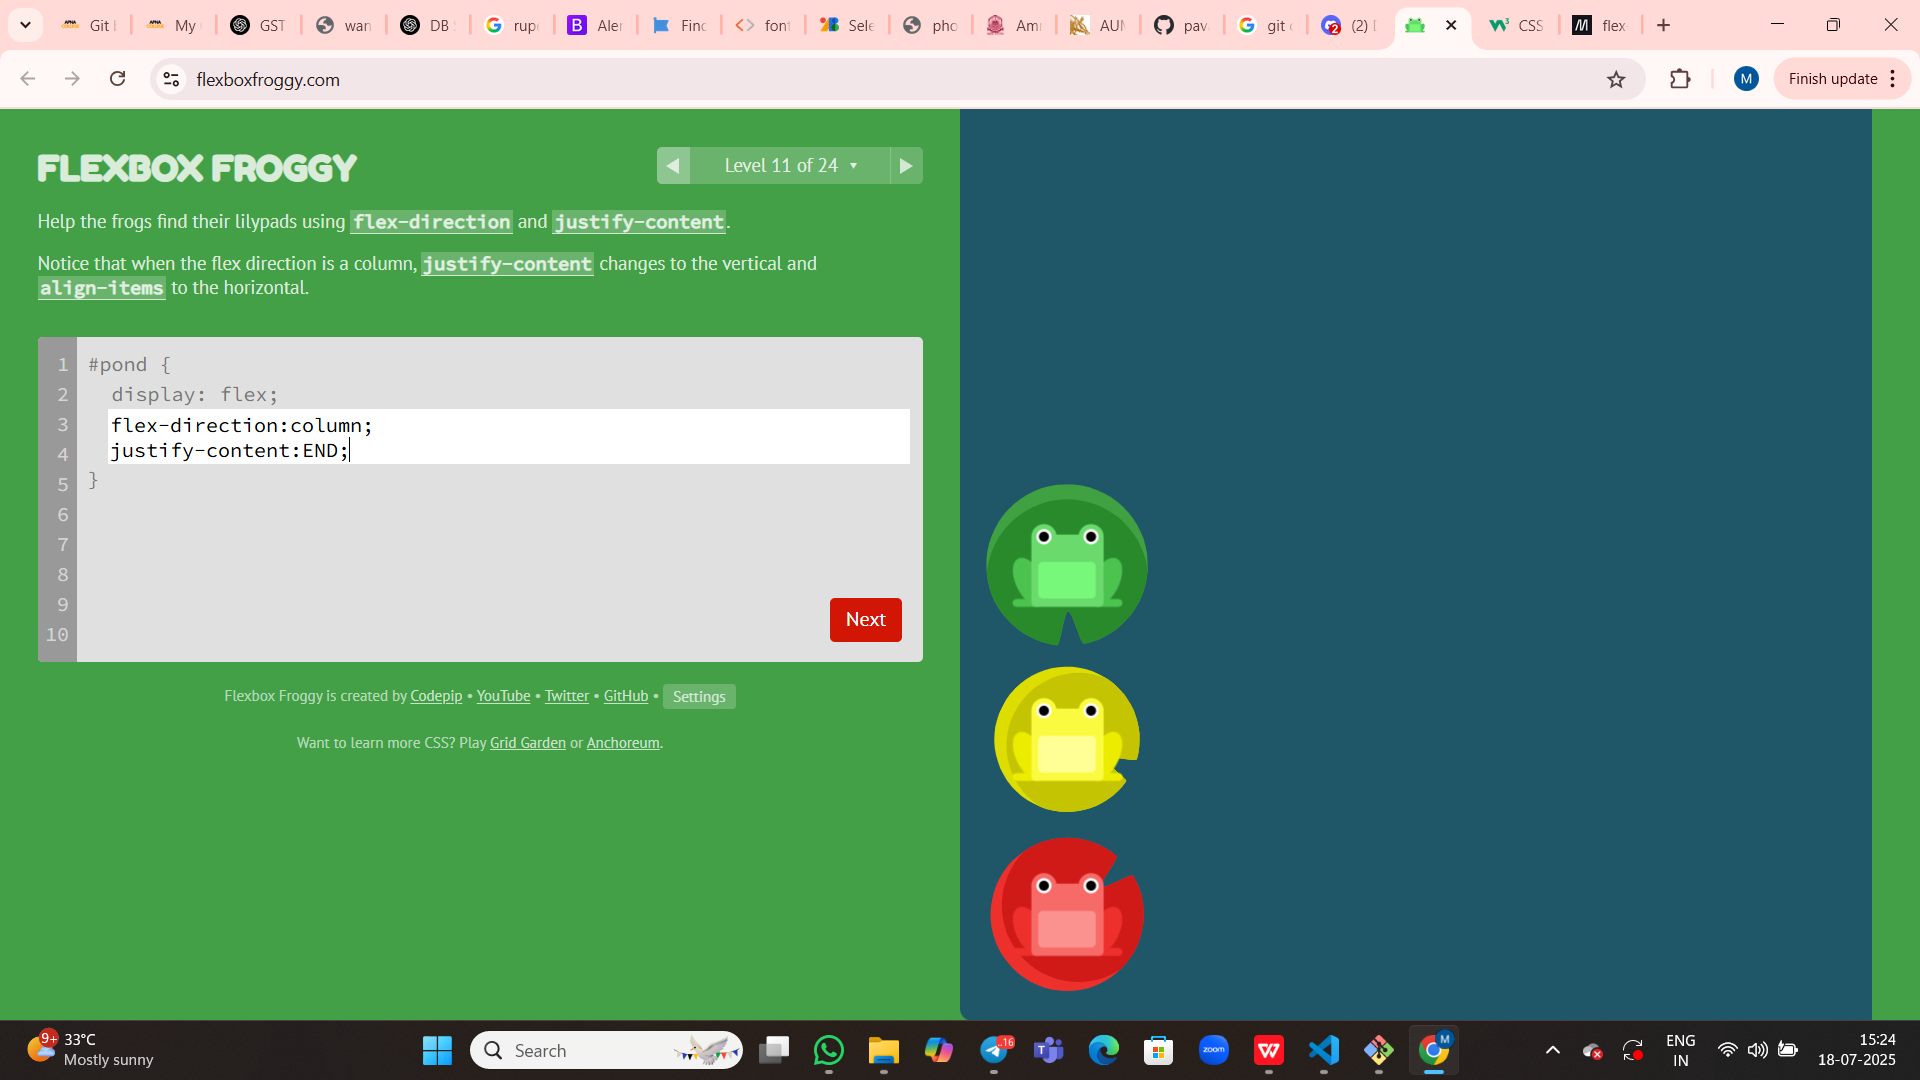 Git b
My
GST
wan
DB
rup
Aler
Finc
font
Sele
pho
Am
AUM
pav
git c
(2)
CSS
flex
flexboxfroggy.com
M
Finish update
FLEXBOX FROGGY
Level 11 of 24
Help the frogs find their lilypads using flex-direction and justify-content.
Notice that when the flex direction is a column, justify-content changes to the vertical and
align-items to the horizontal.
1 #pond {
2 display: flex;
3 flex-direction:column;
4 justify-content:END;
5 }
6
7
8
9
10
Next
Flexbox Froggy is created by Codepip • YouTube • Twitter • GitHub • Settings
Want to learn more CSS? Play Grid Garden or Anchoreum.
9+
33°C
Mostly sunny
Search
16
zoom
M
ENG
IN
15:24
18-07-2025